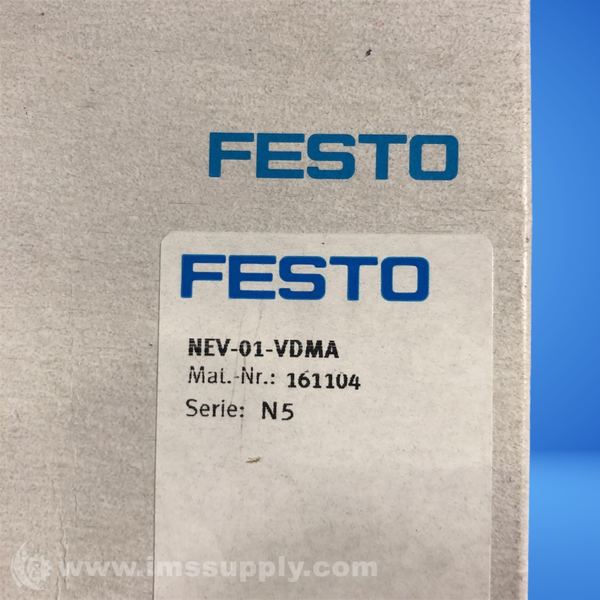 FESTO
FESTO
NEV-01-VDMA
Mat.-Nr.: 161104
Serie: N5
www.imssupply.com